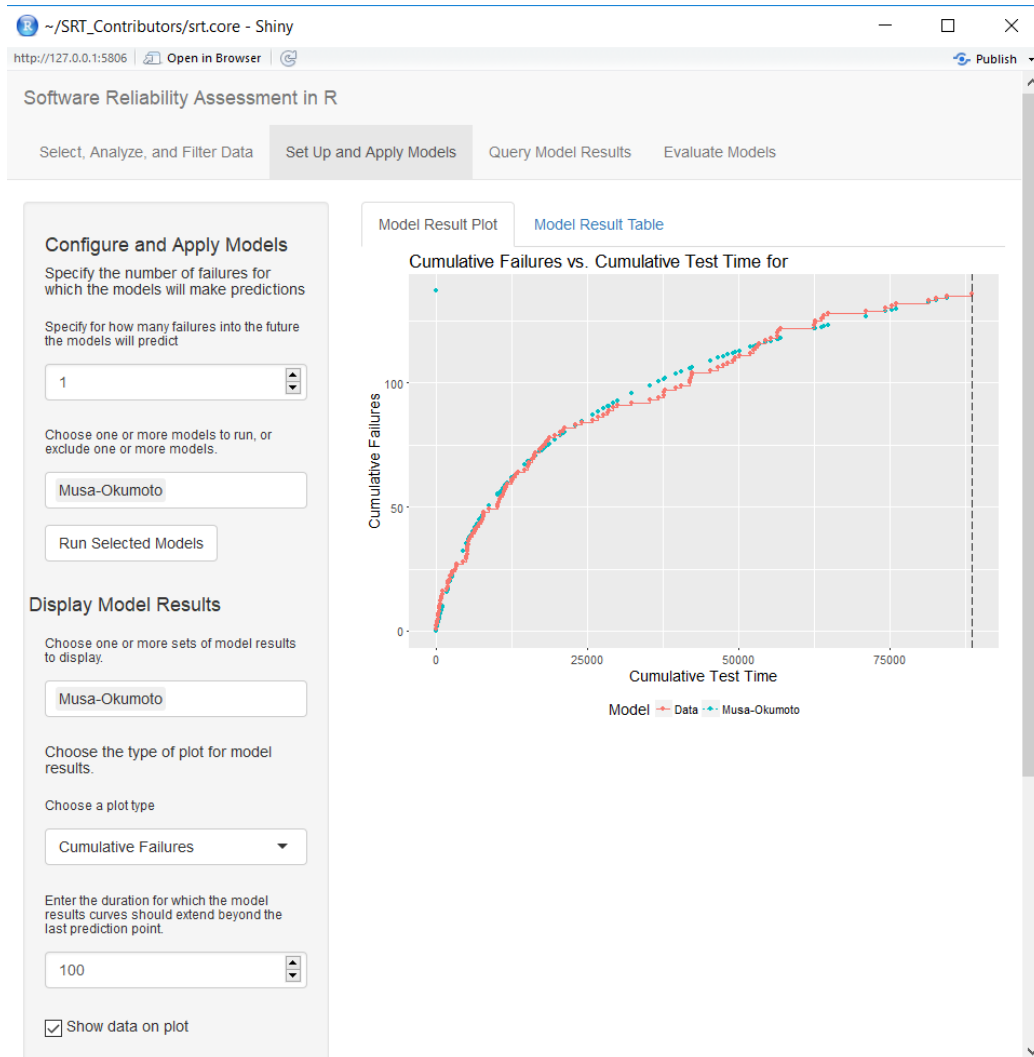 ~/SRT_Contributors/srt.core - Shiny
http://127.0.0.1:5806 Open in Browser Publish
Software Reliability Assessment in R
Select, Analyze, and Filter Data Set Up and Apply Models Query Model Results Evaluate Models
Configure and Apply Models
Specify the number of failures for
which the models will make predictions
Specify for how many failures into the future
the models will predict
1
Choose one or more models to run, or
exclude one or more models.
Musa-Okumoto
Run Selected Models
Display Model Results
Choose one or more sets of model results
to display.
Musa-Okumoto
Choose the type of plot for model
results.
Choose a plot type
Cumulative Failures
Enter the duration for which the model
results curves should extend beyond the
last prediction point.
100
Show data on plot
Model Result Plot Model Result Table
Cumulative Failures vs. Cumulative Test Time for
Cumulative Failures
100
50
0
0 25000 50000 75000
Cumulative Test Time
Model Data Musa-Okumoto